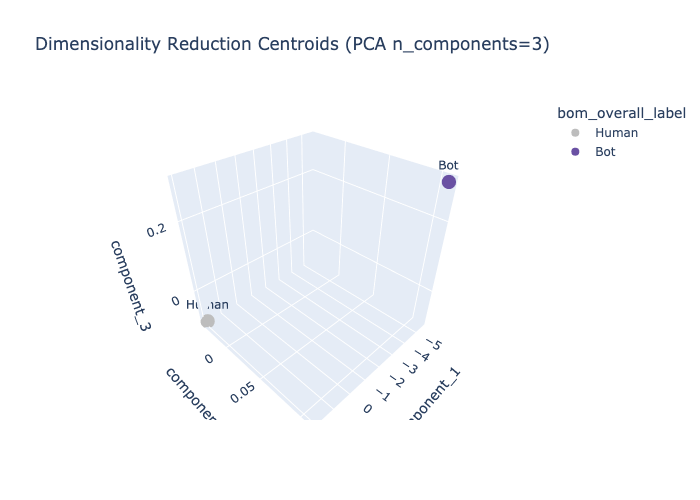 Dimensionality Reduction Centroids (PCA n_components=3)
bom_overall_label
Human
Bot
Bot
0.2
component_3
0
Human
0
0.05
0
−1
−2
−3
−4
−5